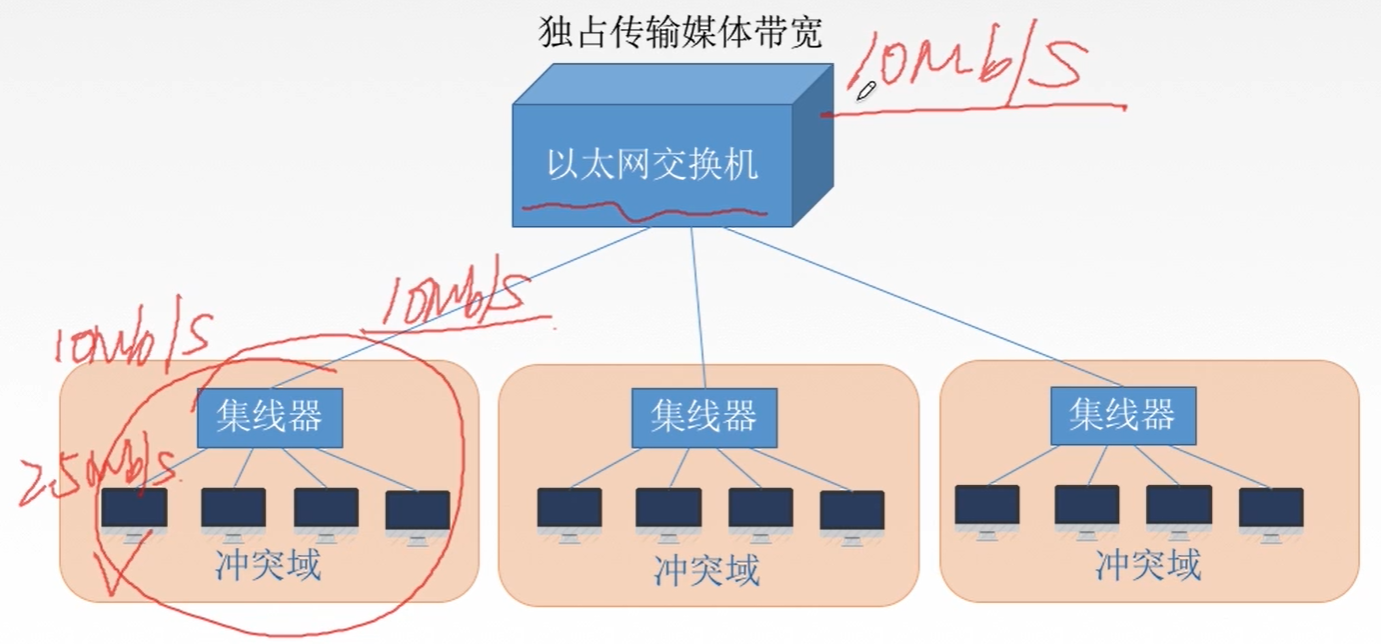 独占传输媒体带宽
10Mb/s
以太网交换机
10Mb/s
10Mb/s
集线器
集线器
集线器
2.5Mb/s
冲突域
冲突域
冲突域